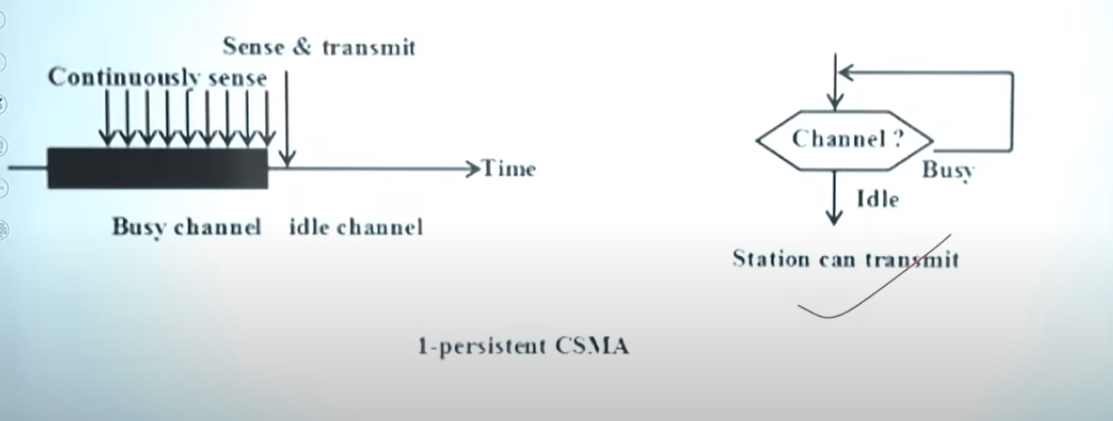 Sense & transmit
Continuously sense
Time
Busy channel idle channel
Channel ?
Busy
Idle
Station can transmit
1-persistent CSMA